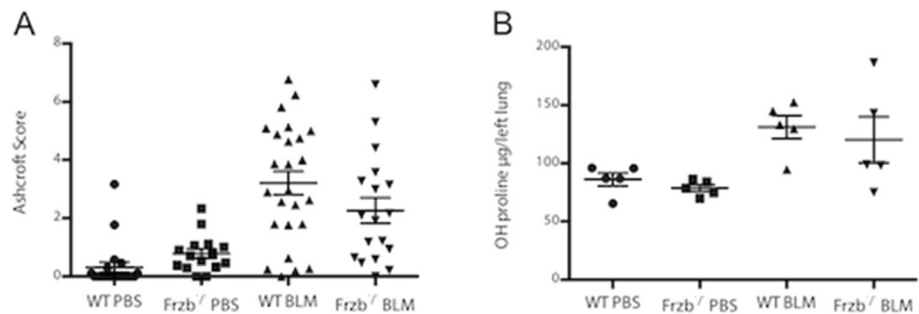 A
B
Ashcroft Score
8
6
4
2
0
WT PBS
Frzb-/- PBS
WT BLM
Frzb-/- BLM
OH proline µg/left lung
200
150
100
50
0
WT PBS
Frzb-/- PBS
WT BLM
Frzb-/- BLM